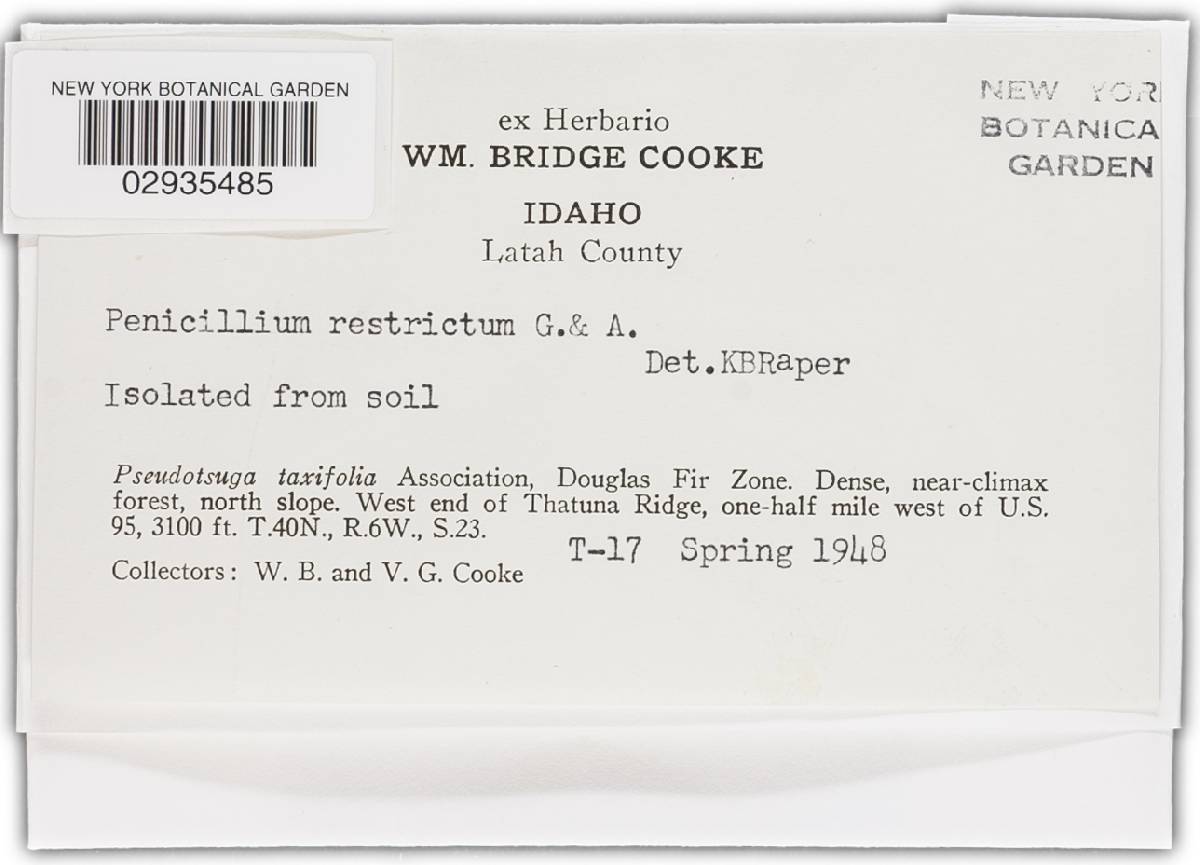 NEW YORK BOTANICAL GARDEN
02935485
NEW YOR
BOTANICA
GARDEN
ex Herbario
WM. BRIDGE COOKE
IDAHO
Latah County
Penicillium restrictum G.& A.
Det.KBRaper
Isolated from soil
Pseudotsuga taxifolia Association, Douglas Fir Zone. Dense, near-climax
forest, north slope. West end of Thatuna Ridge, one-half mile west of U.S.
95, 3100 ft. T.40N., R.6W., S.23.
T-17 Spring 1948
Collectors: W. B. and V. G. Cooke